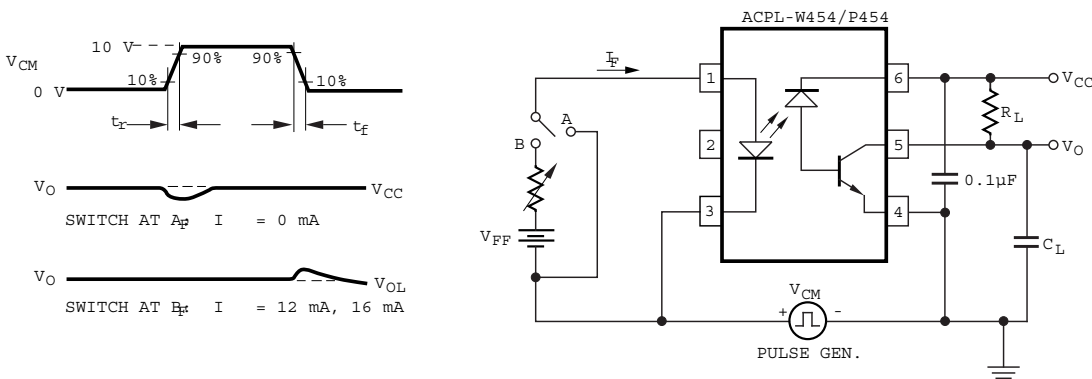 10 V
V_CM
90%
90%
10%
10%
0 V
t_r
t_f
V_O
V_CC
SWITCH AT A: I_F = 0 mA
V_O
V_OL
SWITCH AT B: I_F = 12 mA, 16 mA
ACPL-W454/P454
I_F
1
2
3
6
5
4
A
B
V_FF
V_CC
R_L
V_O
0.1µF
C_L
V_CM
+
-
PULSE GEN.